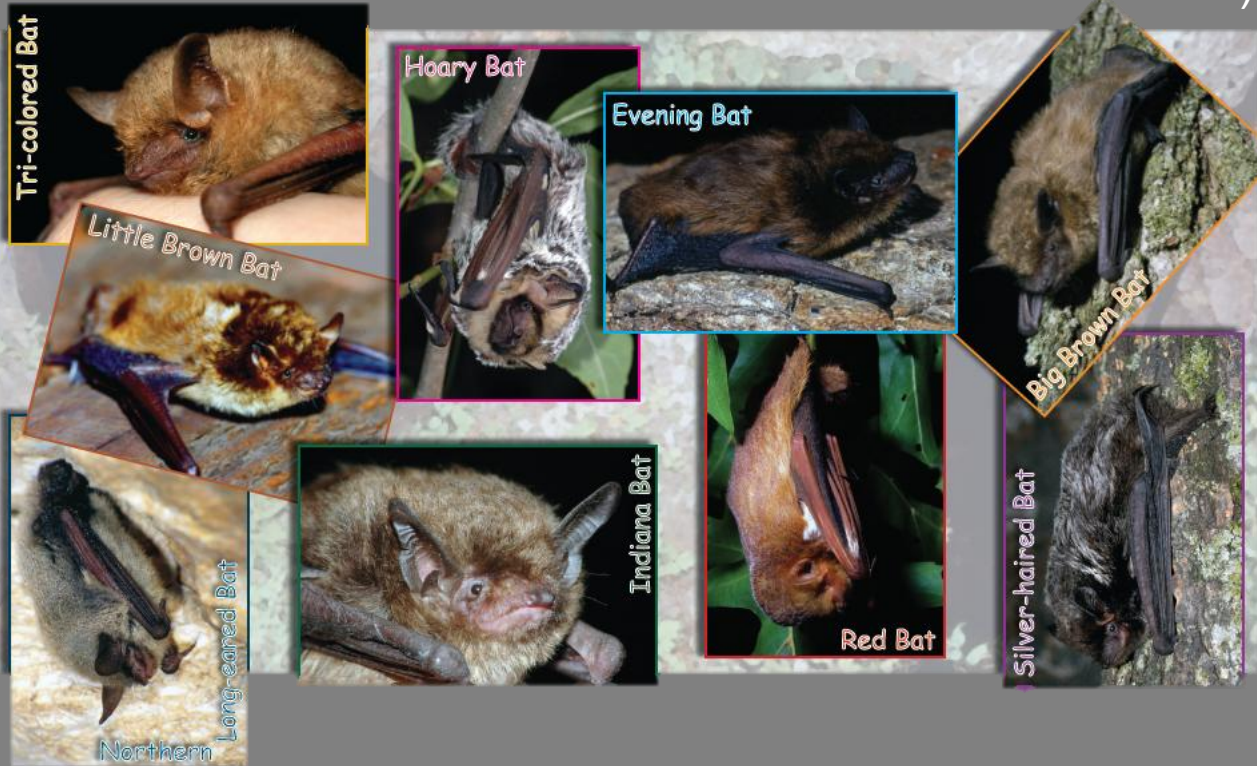 Tri-colored Bat
Hoary Bat
Evening Bat
Big Brown Bat
Little Brown Bat
Northern
Long-eared Bat
Indiana Bat
Red Bat
Silver-haired Bat